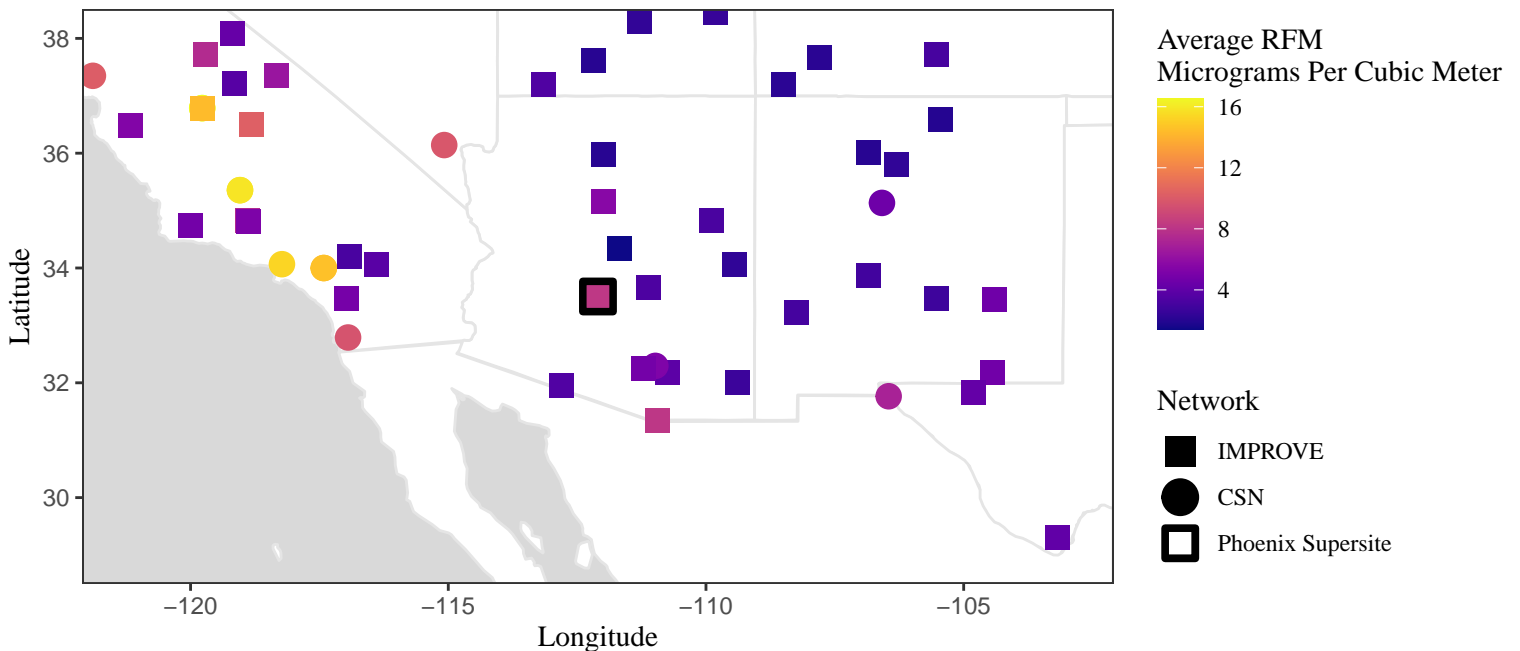 38
36
34
32
30
Latitude
−120
−115
−110
−105
Longitude
Average RFM
Micrograms Per Cubic Meter
16
12
8
4
Network
IMPROVE
CSN
Phoenix Supersite